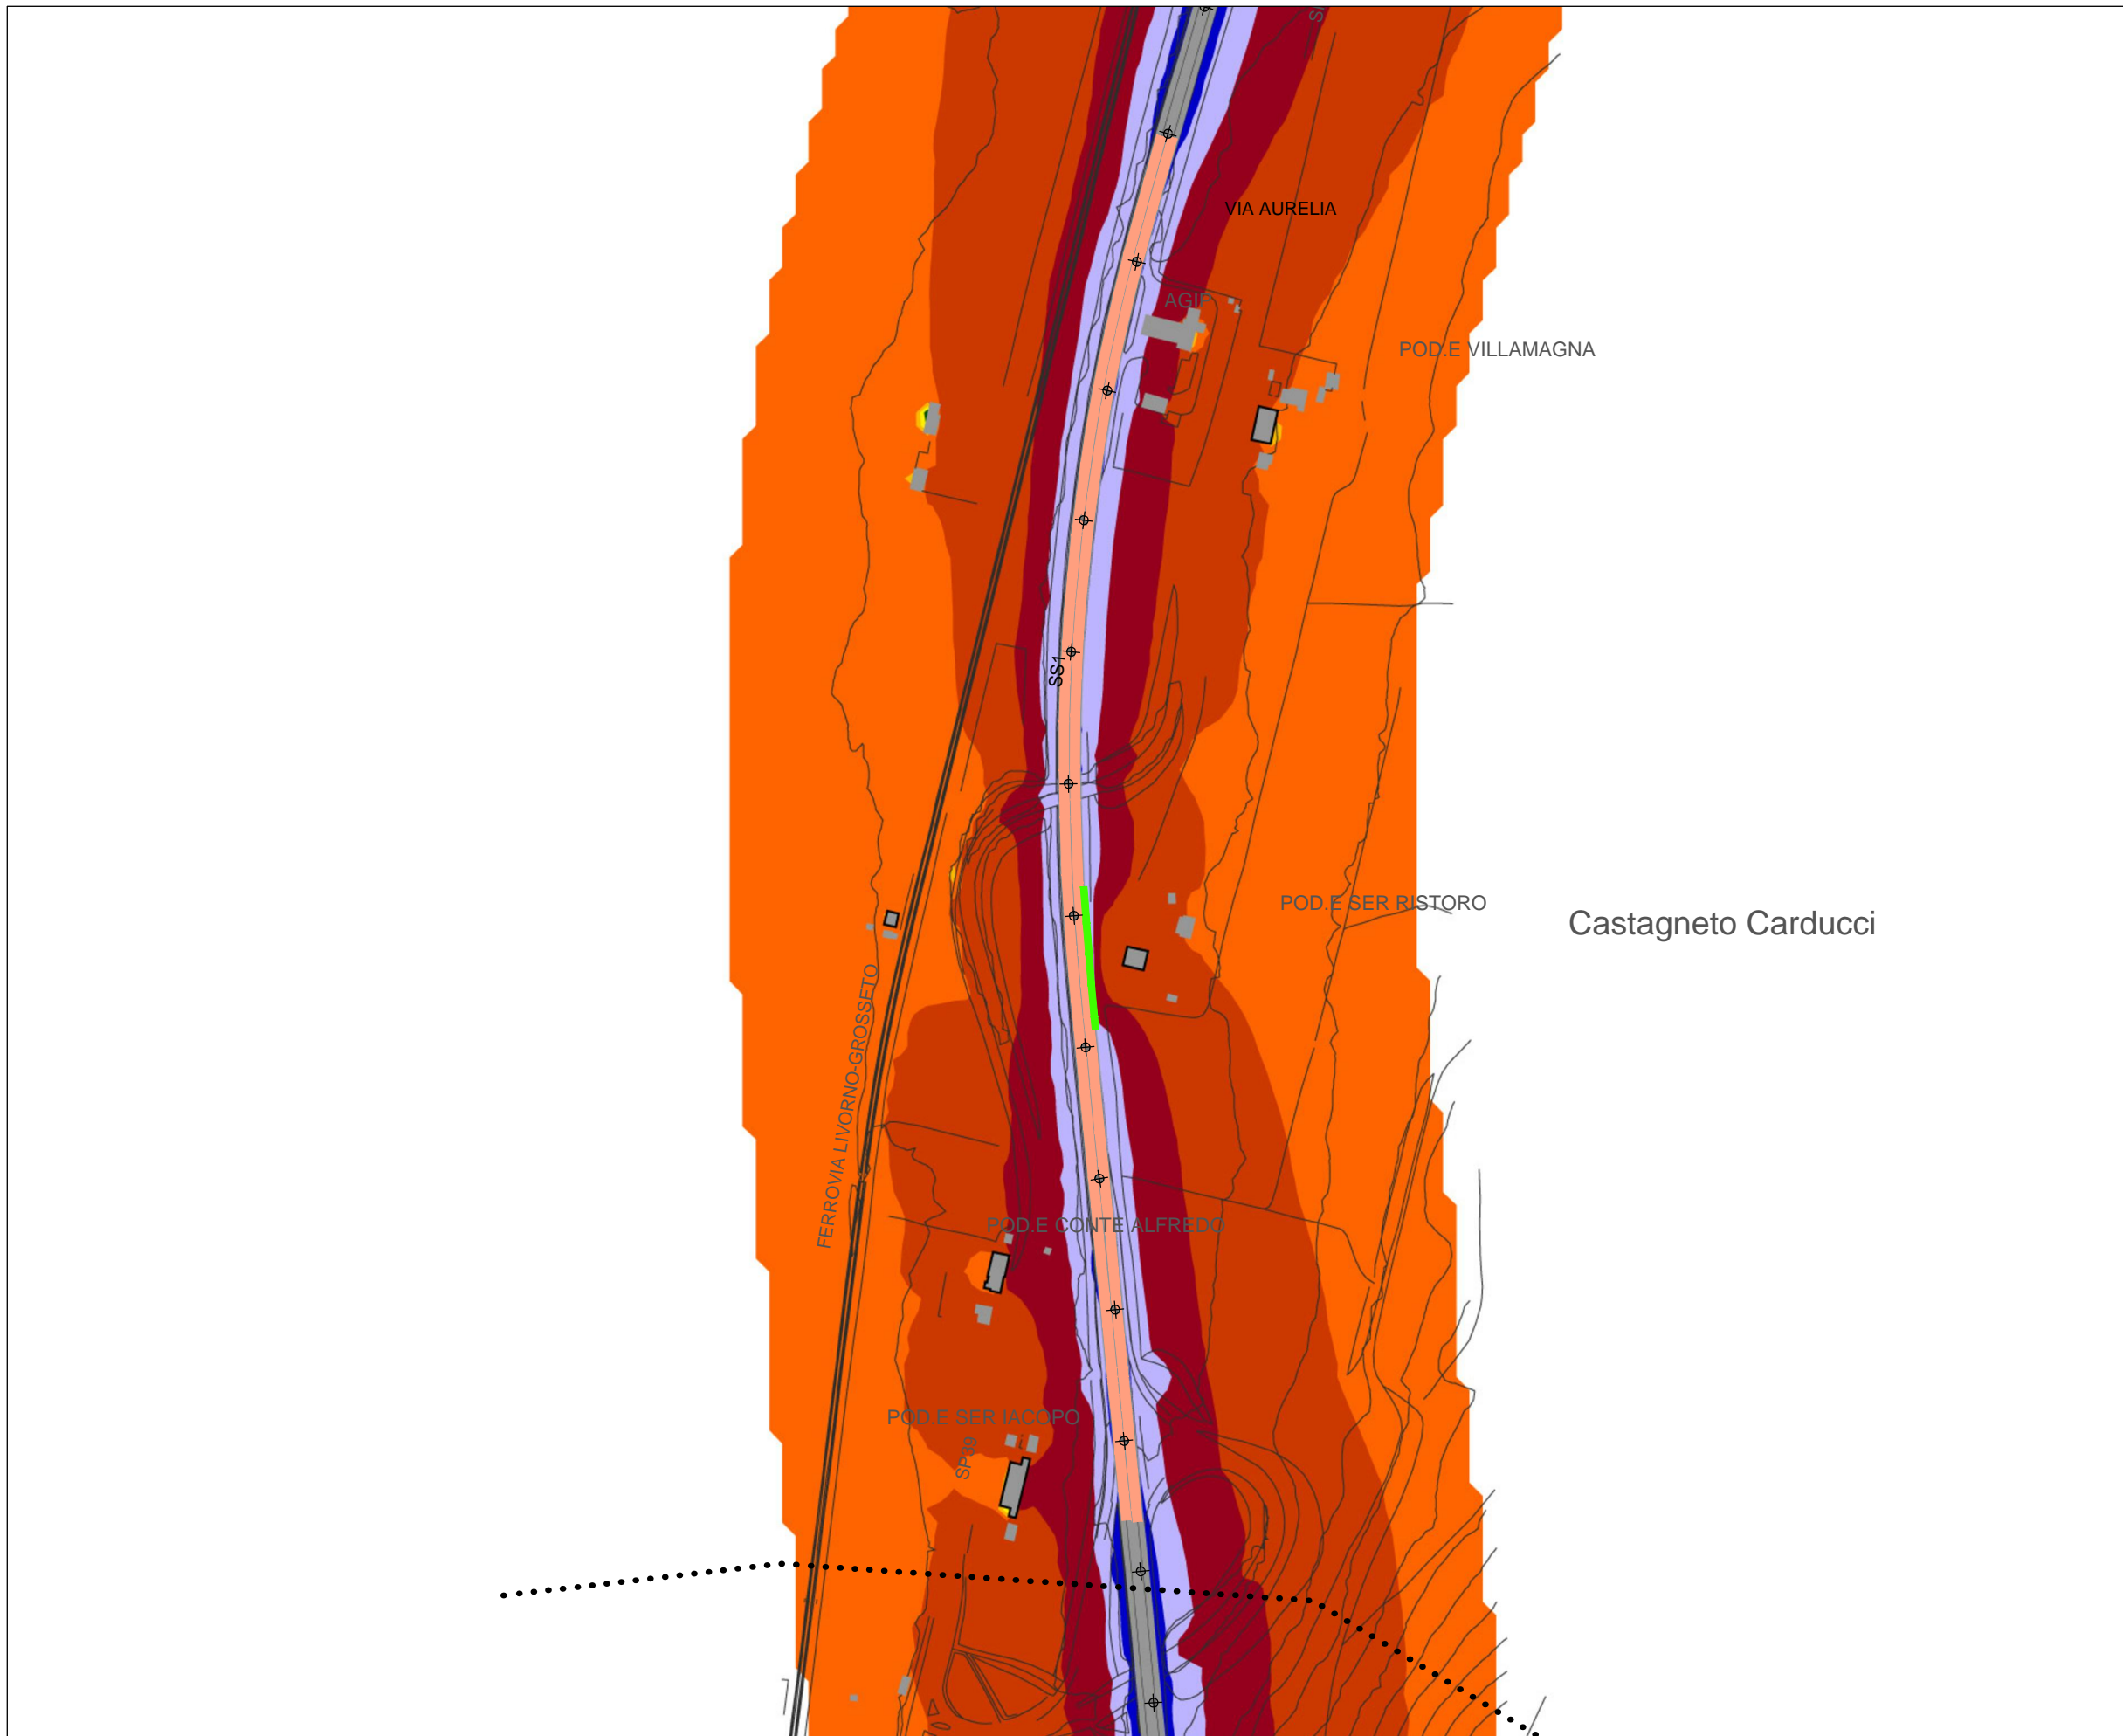 VIA AURELIA
AGIP
POD.E VILLAMAGNA
SS1
POD.E SER RISTORO
Castagneto Carducci
FERROVIA LIVORNO-GROSSETO
POD.E CONTE ALFREDO
POD.E SER IACOPO
SP39